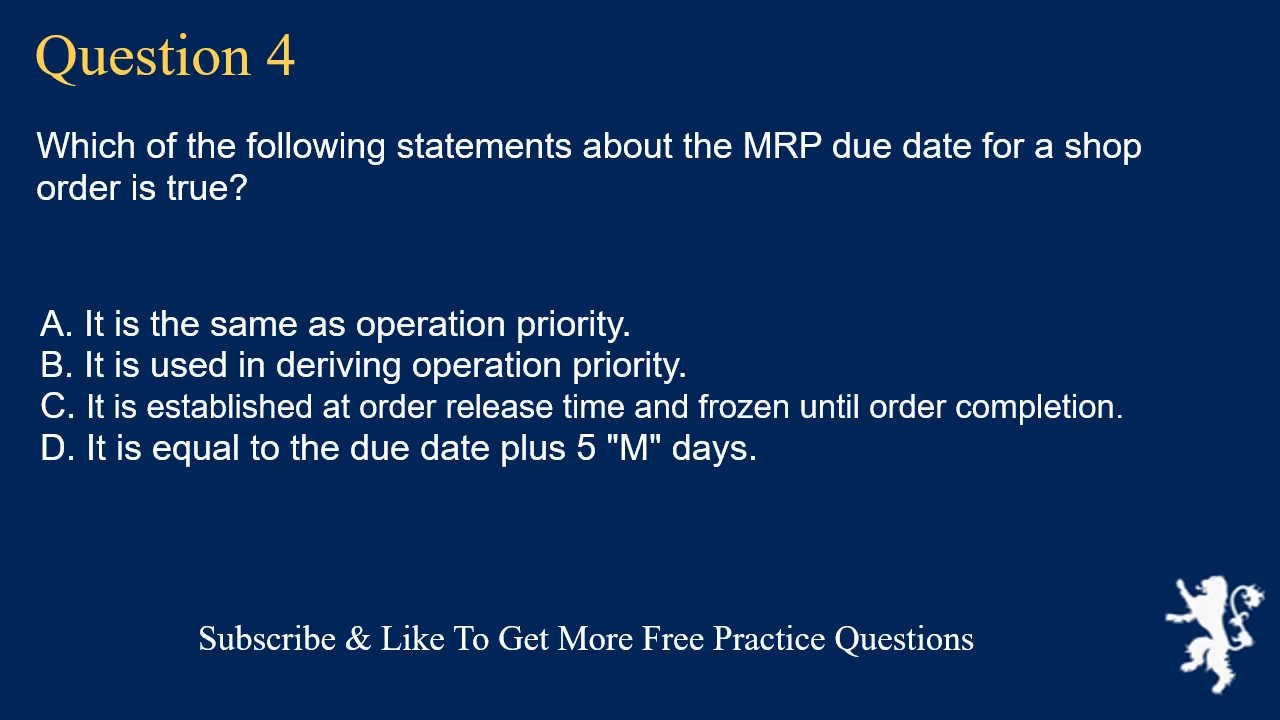 Question 4
Which of the following statements about the MRP due date for a shop
order is true?
A. It is the same as operation priority.
B. It is used in deriving operation priority.
C. It is established at order release time and frozen until order completion.
D. It is equal to the due date plus 5 "M" days.
Subscribe & Like To Get More Free Practice Questions